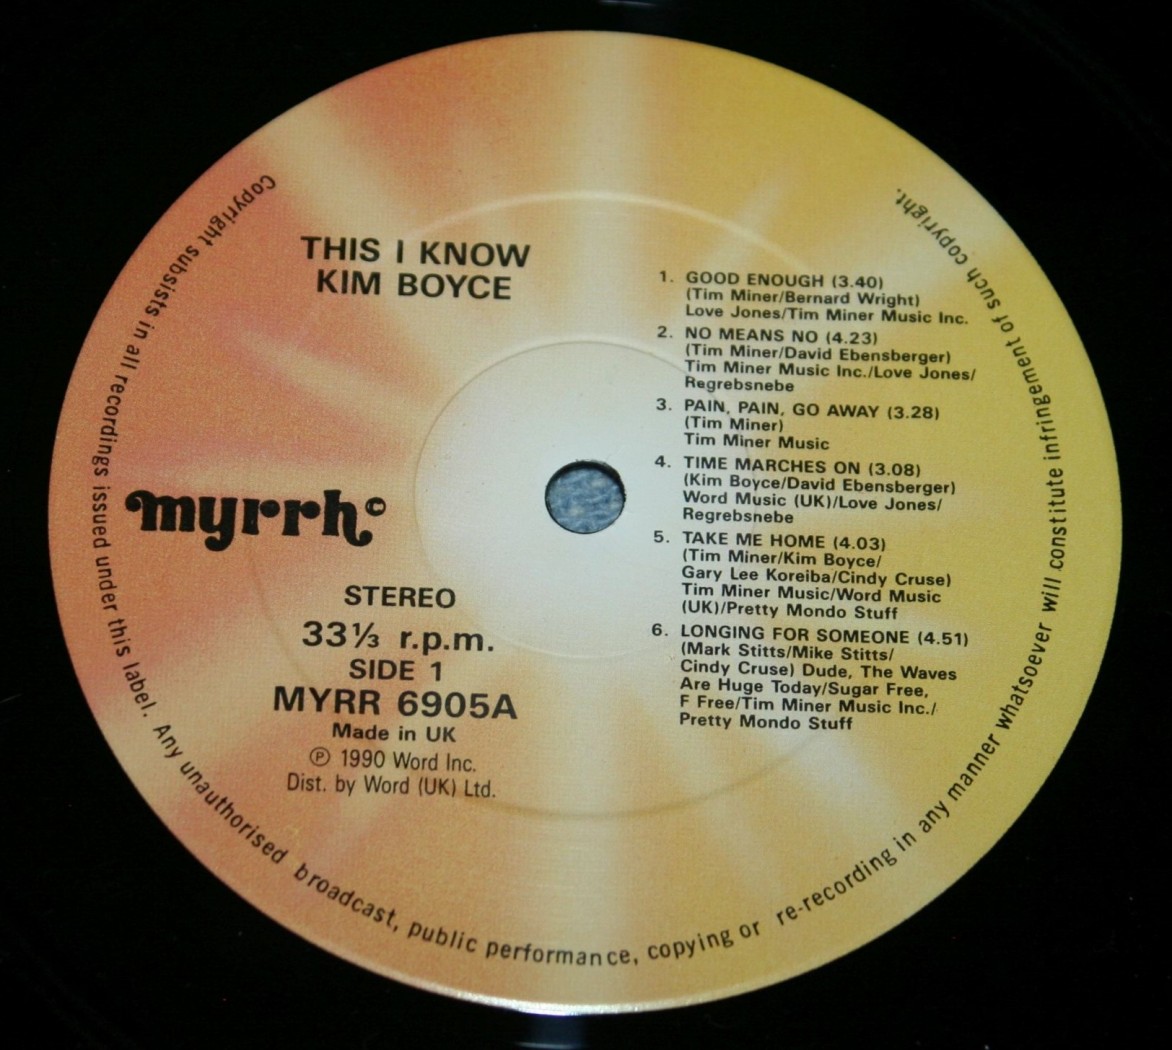 THIS I KNOW
KIM BOYCE
myrrh©
STEREO
33⅓ r.p.m.
SIDE 1
MYRR 6905A
Made in UK
℗ 1990 Word Inc.
Dist. by Word (UK) Ltd.
1. GOOD ENOUGH (3.40)
(Tim Miner/Bernard Wright)
Love Jones/Tim Miner Music Inc.
2. NO MEANS NO (4.23)
(Tim Miner/David Ebensberger)
Tim Miner Music Inc./Love Jones/
Regrebsnebe
3. PAIN, PAIN, GO AWAY (3.28)
(Tim Miner)
Tim Miner Music
4. TIME MARCHES ON (3.08)
(Kim Boyce/David Ebensberger)
Word Music (UK)/Love Jones/
Regrebsnebe
5. TAKE ME HOME (4.03)
(Tim Miner/Kim Boyce/
Gary Lee Koreiba/Cindy Cruse)
Tim Miner Music/Word Music
(UK)/Pretty Mondo Stuff
6. LONGING FOR SOMEONE (4.51)
(Mark Stitts/Mike Stitts/
Cindy Cruse) Dude, The Waves
Are Huge Today/Sugar Free,
F Free/Tim Miner Music Inc./
Pretty Mondo Stuff
Copyright subsists in all recordings issued under this label. Any unauthorised broadcast, public performance, copying or re-recording in any manner whatsoever will constitute infringement of such copyright.